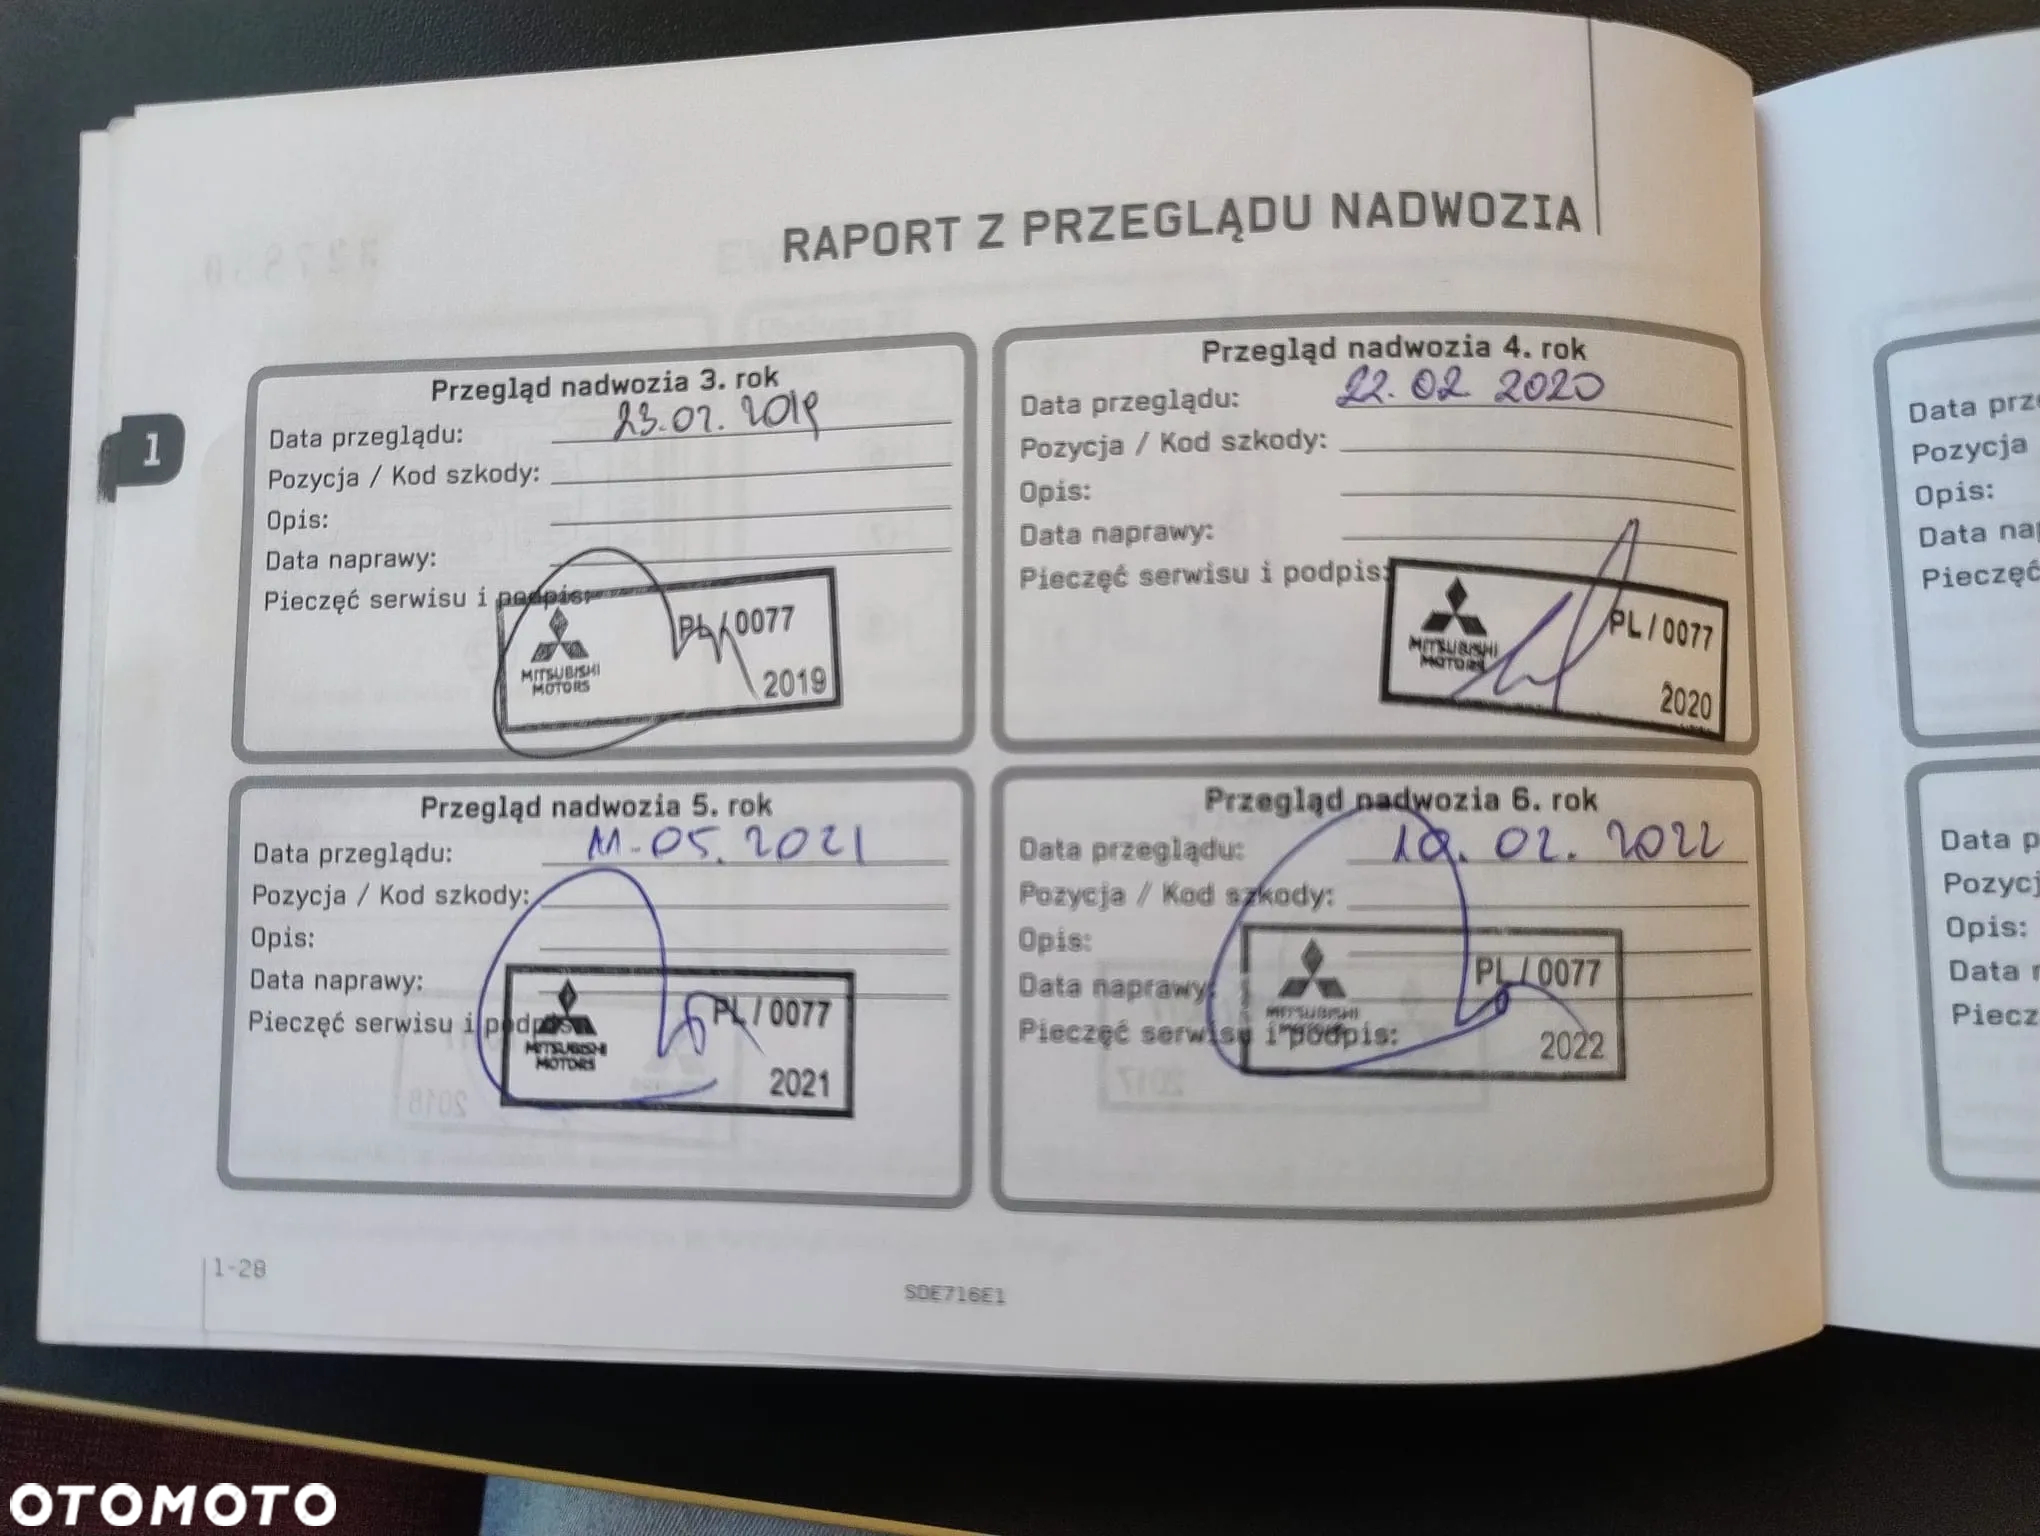 RAPORT Z PRZEGLĄDU NADWOZIA
1
Przegląd nadwozia 3. rok
Data przeglądu: 23.02.2019
Pozycja / Kod szkody:
Opis:
Data naprawy:
Pieczęć serwisu i podpis:
MITSUBISHI
MOTORS
PL/0077
2019
Przegląd nadwozia 4. rok
Data przeglądu: 22.02.2020
Pozycja / Kod szkody:
Opis:
Data naprawy:
Pieczęć serwisu i podpis:
MITSUBISHI
MOTORS
PL/0077
2020
Przegląd nadwozia 5. rok
Data przeglądu: 11.05.2021
Pozycja / Kod szkody:
Opis:
Data naprawy:
Pieczęć serwisu i podpis:
MITSUBISHI
MOTORS
PL/0077
2021
Przegląd nadwozia 6. rok
Data przeglądu: 02.2022
Pozycja / Kod szkody:
Opis:
Data naprawy:
Pieczęć serwisu i podpis:
MITSUBISHI
MOTORS
PL/0077
2022
Data prz
Pozycja
Opis:
Data na
Pieczęć
Data p
Pozycj
Opis:
Data
Piecz
1-28
SDE716E1
OTOMOTO